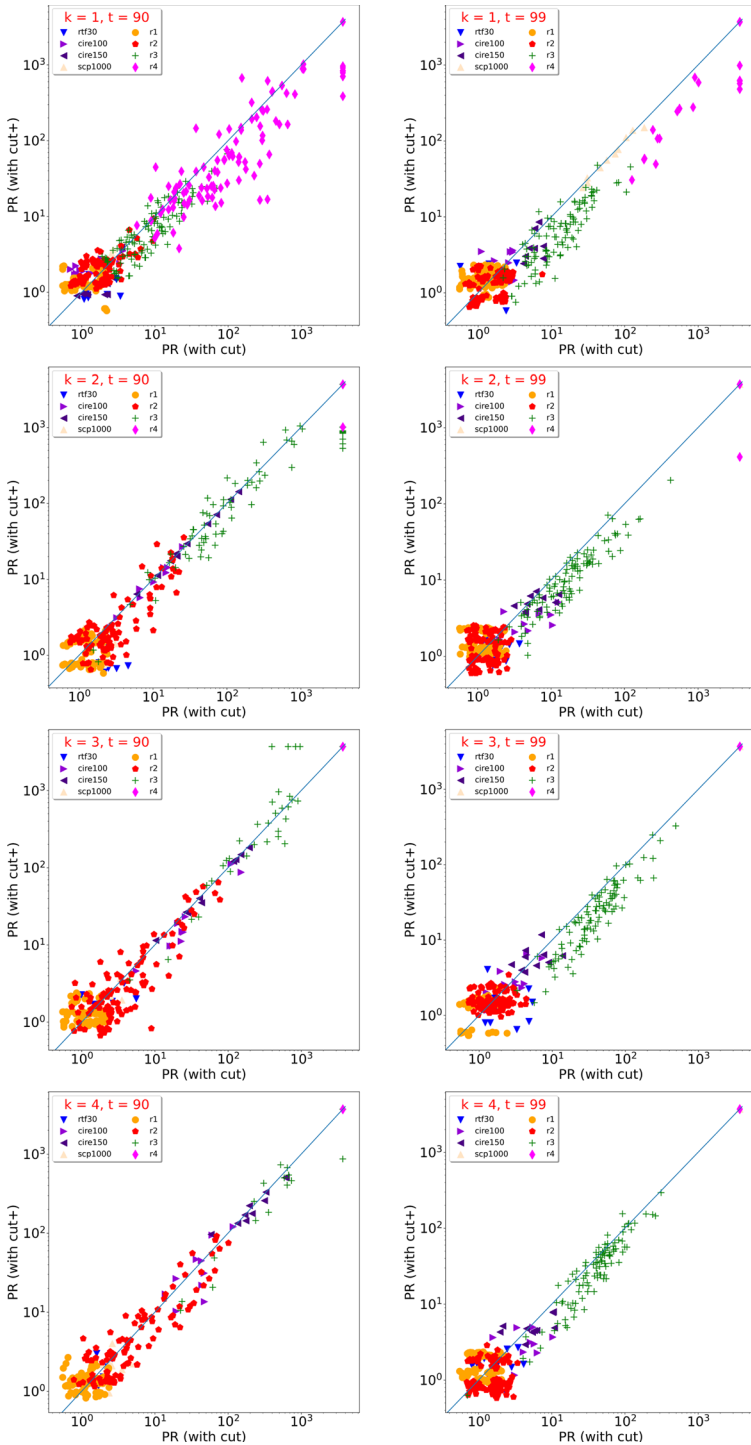 k = 1, t = 90
rtf30 r1
cire100 r2
cire150 r3
scp1000 r4
PR (with cut+)
10³
10²
10¹
10⁰
10⁰ 10¹ 10² 10³
PR (with cut)
k = 1, t = 99
rtf30 r1
cire100 r2
cire150 r3
scp1000 r4
PR (with cut+)
10³
10²
10¹
10⁰
10⁰ 10¹ 10² 10³
PR (with cut)
k = 2, t = 90
rtf30 r1
cire100 r2
cire150 r3
scp1000 r4
PR (with cut+)
10³
10²
10¹
10⁰
10⁰ 10¹ 10² 10³
PR (with cut)
k = 2, t = 99
rtf30 r1
cire100 r2
cire150 r3
scp1000 r4
PR (with cut+)
10³
10²
10¹
10⁰
10⁰ 10¹ 10² 10³
PR (with cut)
k = 3, t = 90
rtf30 r1
cire100 r2
cire150 r3
scp1000 r4
PR (with cut+)
10³
10²
10¹
10⁰
10⁰ 10¹ 10² 10³
PR (with cut)
k = 3, t = 99
rtf30 r1
cire100 r2
cire150 r3
scp1000 r4
PR (with cut+)
10³
10²
10¹
10⁰
10⁰ 10¹ 10² 10³
PR (with cut)
k = 4, t = 90
rtf30 r1
cire100 r2
cire150 r3
scp1000 r4
PR (with cut+)
10³
10²
10¹
10⁰
10⁰ 10¹ 10² 10³
PR (with cut)
k = 4, t = 99
rtf30 r1
cire100 r2
cire150 r3
scp1000 r4
PR (with cut+)
10³
10²
10¹
10⁰
10⁰ 10¹ 10² 10³
PR (with cut)